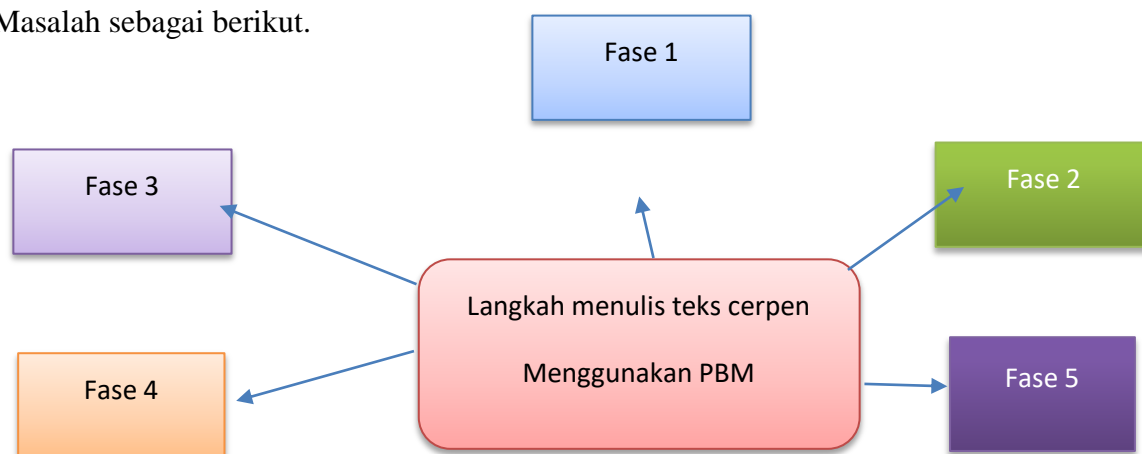 Masalah sebagai berikut.
Fase 1
Fase 3
Fase 2
Langkah menulis teks cerpen
Menggunakan PBM
Fase 4
Fase 5